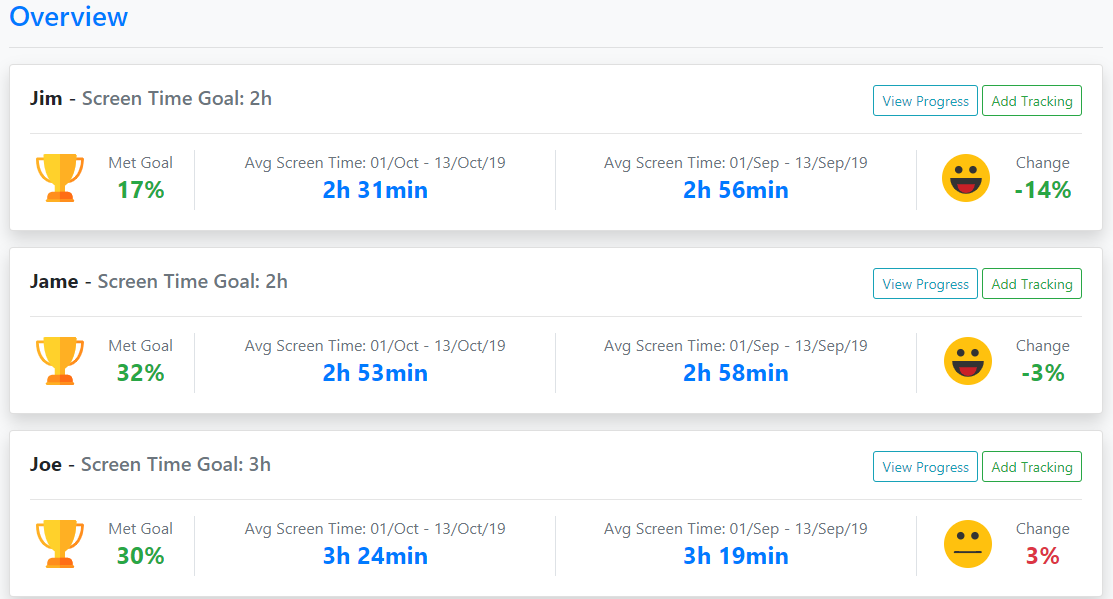 Overview
Jim - Screen Time Goal: 2h
View Progress
Add Tracking
Met Goal
17%
Avg Screen Time: 01/Oct - 13/Oct/19
2h 31min
Avg Screen Time: 01/Sep - 13/Sep/19
2h 56min
Change
-14%
Jame - Screen Time Goal: 2h
View Progress
Add Tracking
Met Goal
32%
Avg Screen Time: 01/Oct - 13/Oct/19
2h 53min
Avg Screen Time: 01/Sep - 13/Sep/19
2h 58min
Change
-3%
Joe - Screen Time Goal: 3h
View Progress
Add Tracking
Met Goal
30%
Avg Screen Time: 01/Oct - 13/Oct/19
3h 24min
Avg Screen Time: 01/Sep - 13/Sep/19
3h 19min
Change
3%